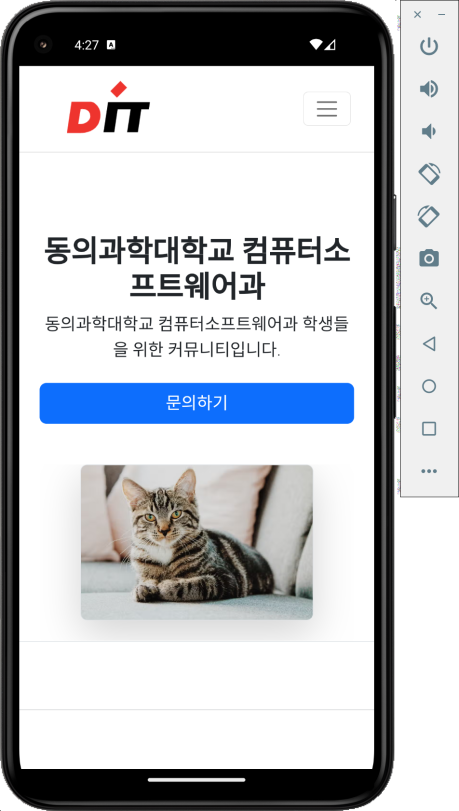 4:27 A
DIT
동의과학대학교 컴퓨터소
프트웨어과
동의과학대학교 컴퓨터소프트웨어과 학생들
을 위한 커뮤니티입니다.
문의하기